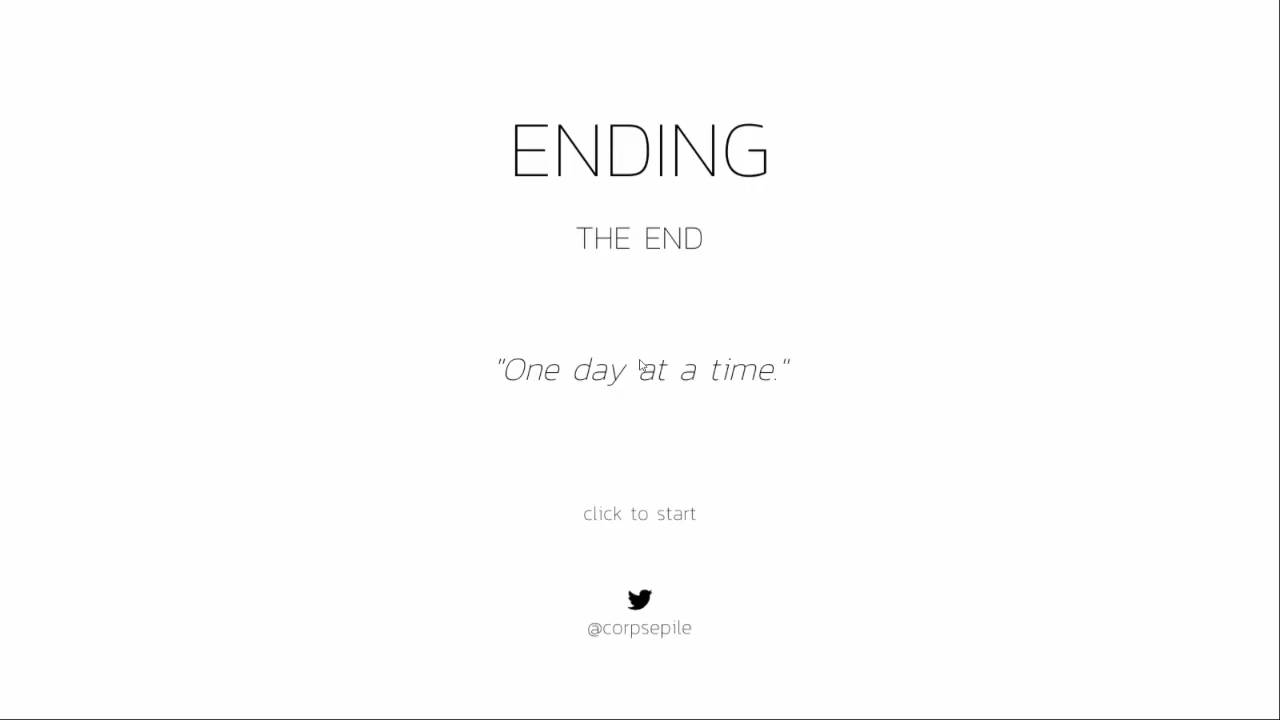 ENDING
THE END
"One day at a time."
click to start
@corpsepile